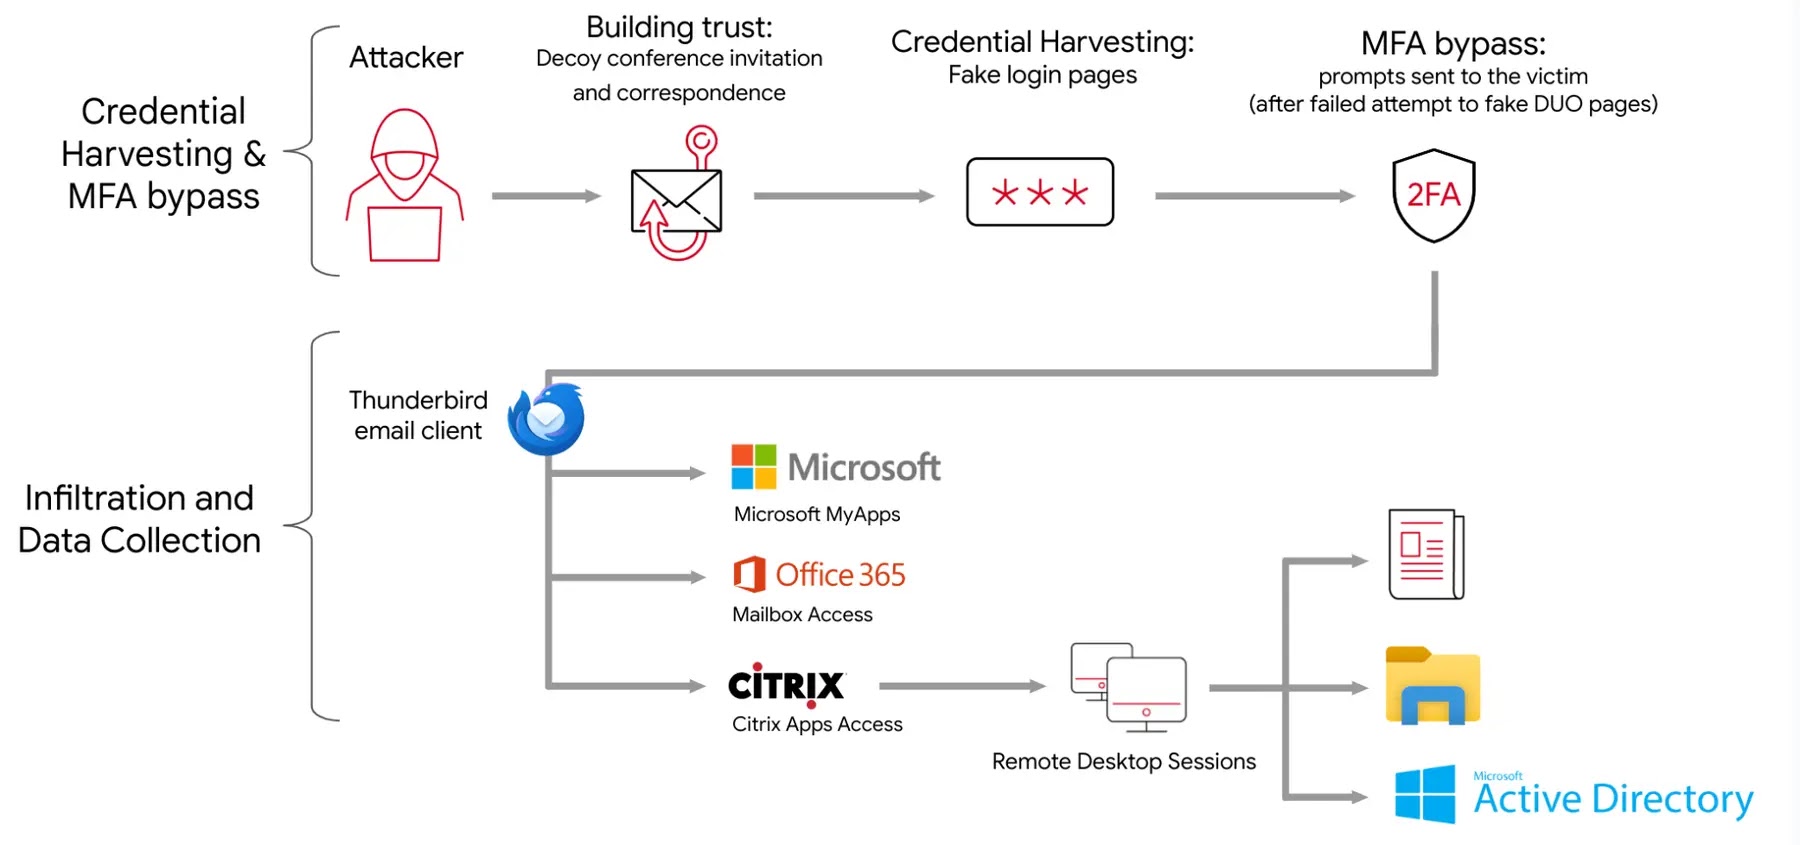 Credential
Harvesting &
MFA bypass
Attacker
Building trust:
Decoy conference invitation
and correspondence
Credential Harvesting:
Fake login pages
***
MFA bypass:
prompts sent to the victim
(after failed attempt to fake DUO pages)
2FA
Infiltration and
Data Collection
Thunderbird
email client
Microsoft
Microsoft MyApps
Office 365
Mailbox Access
CİTRIX
Citrix Apps Access
Remote Desktop Sessions
Microsoft
Active Directory